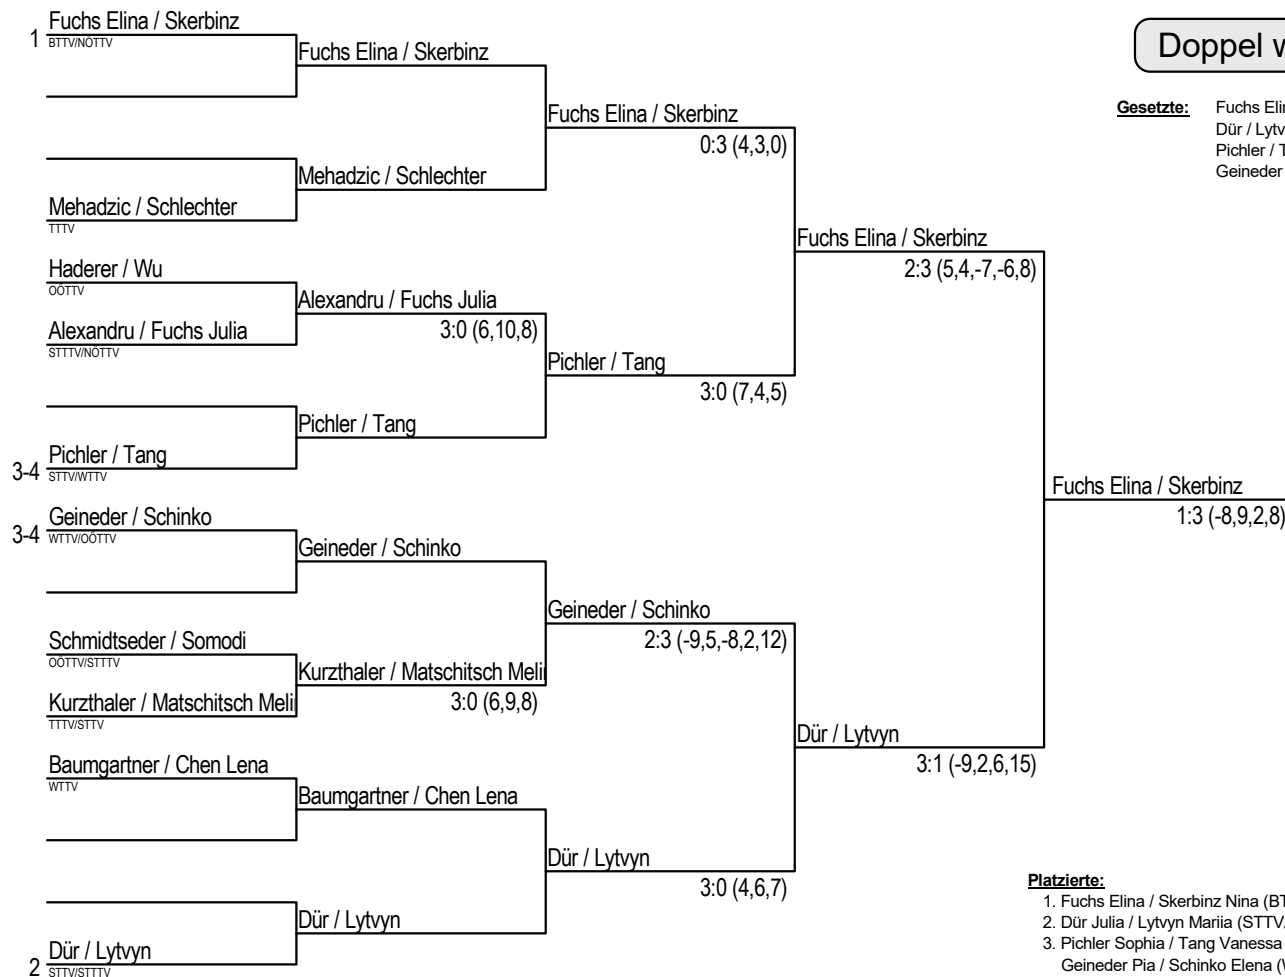 Fuchs Elina / Skerbinz
1 BTTV/NÖTTV
Fuchs Elina / Skerbinz
Fuchs Elina / Skerbinz
0:3 (4,3,0)
Mehadzic / Schlechter
Mehadzic / Schlechter
TTTV
Fuchs Elina / Skerbinz
2:3 (5,4,-7,-6,8)
Haderer / Wu
OÖTTV
Alexandru / Fuchs Julia
3:0 (6,10,8)
Alexandru / Fuchs Julia
STTTV/NÖTTV
Pichler / Tang
3:0 (7,4,5)
Pichler / Tang
Pichler / Tang
3-4 STTV/WTTV
Fuchs Elina / Skerbinz
1:3 (-8,9,2,8)
Geineder / Schinko
3-4 WTTV/OÖTTV
Geineder / Schinko
Geineder / Schinko
2:3 (-9,5,-8,2,12)
Schmidtseder / Somodi
OÖTTV/STTTV
Kurzthaler / Matschitsch Meli
3:0 (6,9,8)
Kurzthaler / Matschitsch Meli
TTTV/STTV
Dür / Lytvyn
3:1 (-9,2,6,15)
Baumgartner / Chen Lena
WTTV
Baumgartner / Chen Lena
Dür / Lytvyn
3:0 (4,6,7)
Dür / Lytvyn
Dür / Lytvyn
2 STTV/STTTV
Doppel
Gesetzte: Fuchs
Dür / Lytv
Pichler /
Geineder
Platzierte:
1. Fuchs Elina / Skerbinz Nina (BT
2. Dür Julia / Lytvyn Mariia (STTV
3. Pichler Sophia / Tang Vanessa
Geineder Pia / Schinko Elena